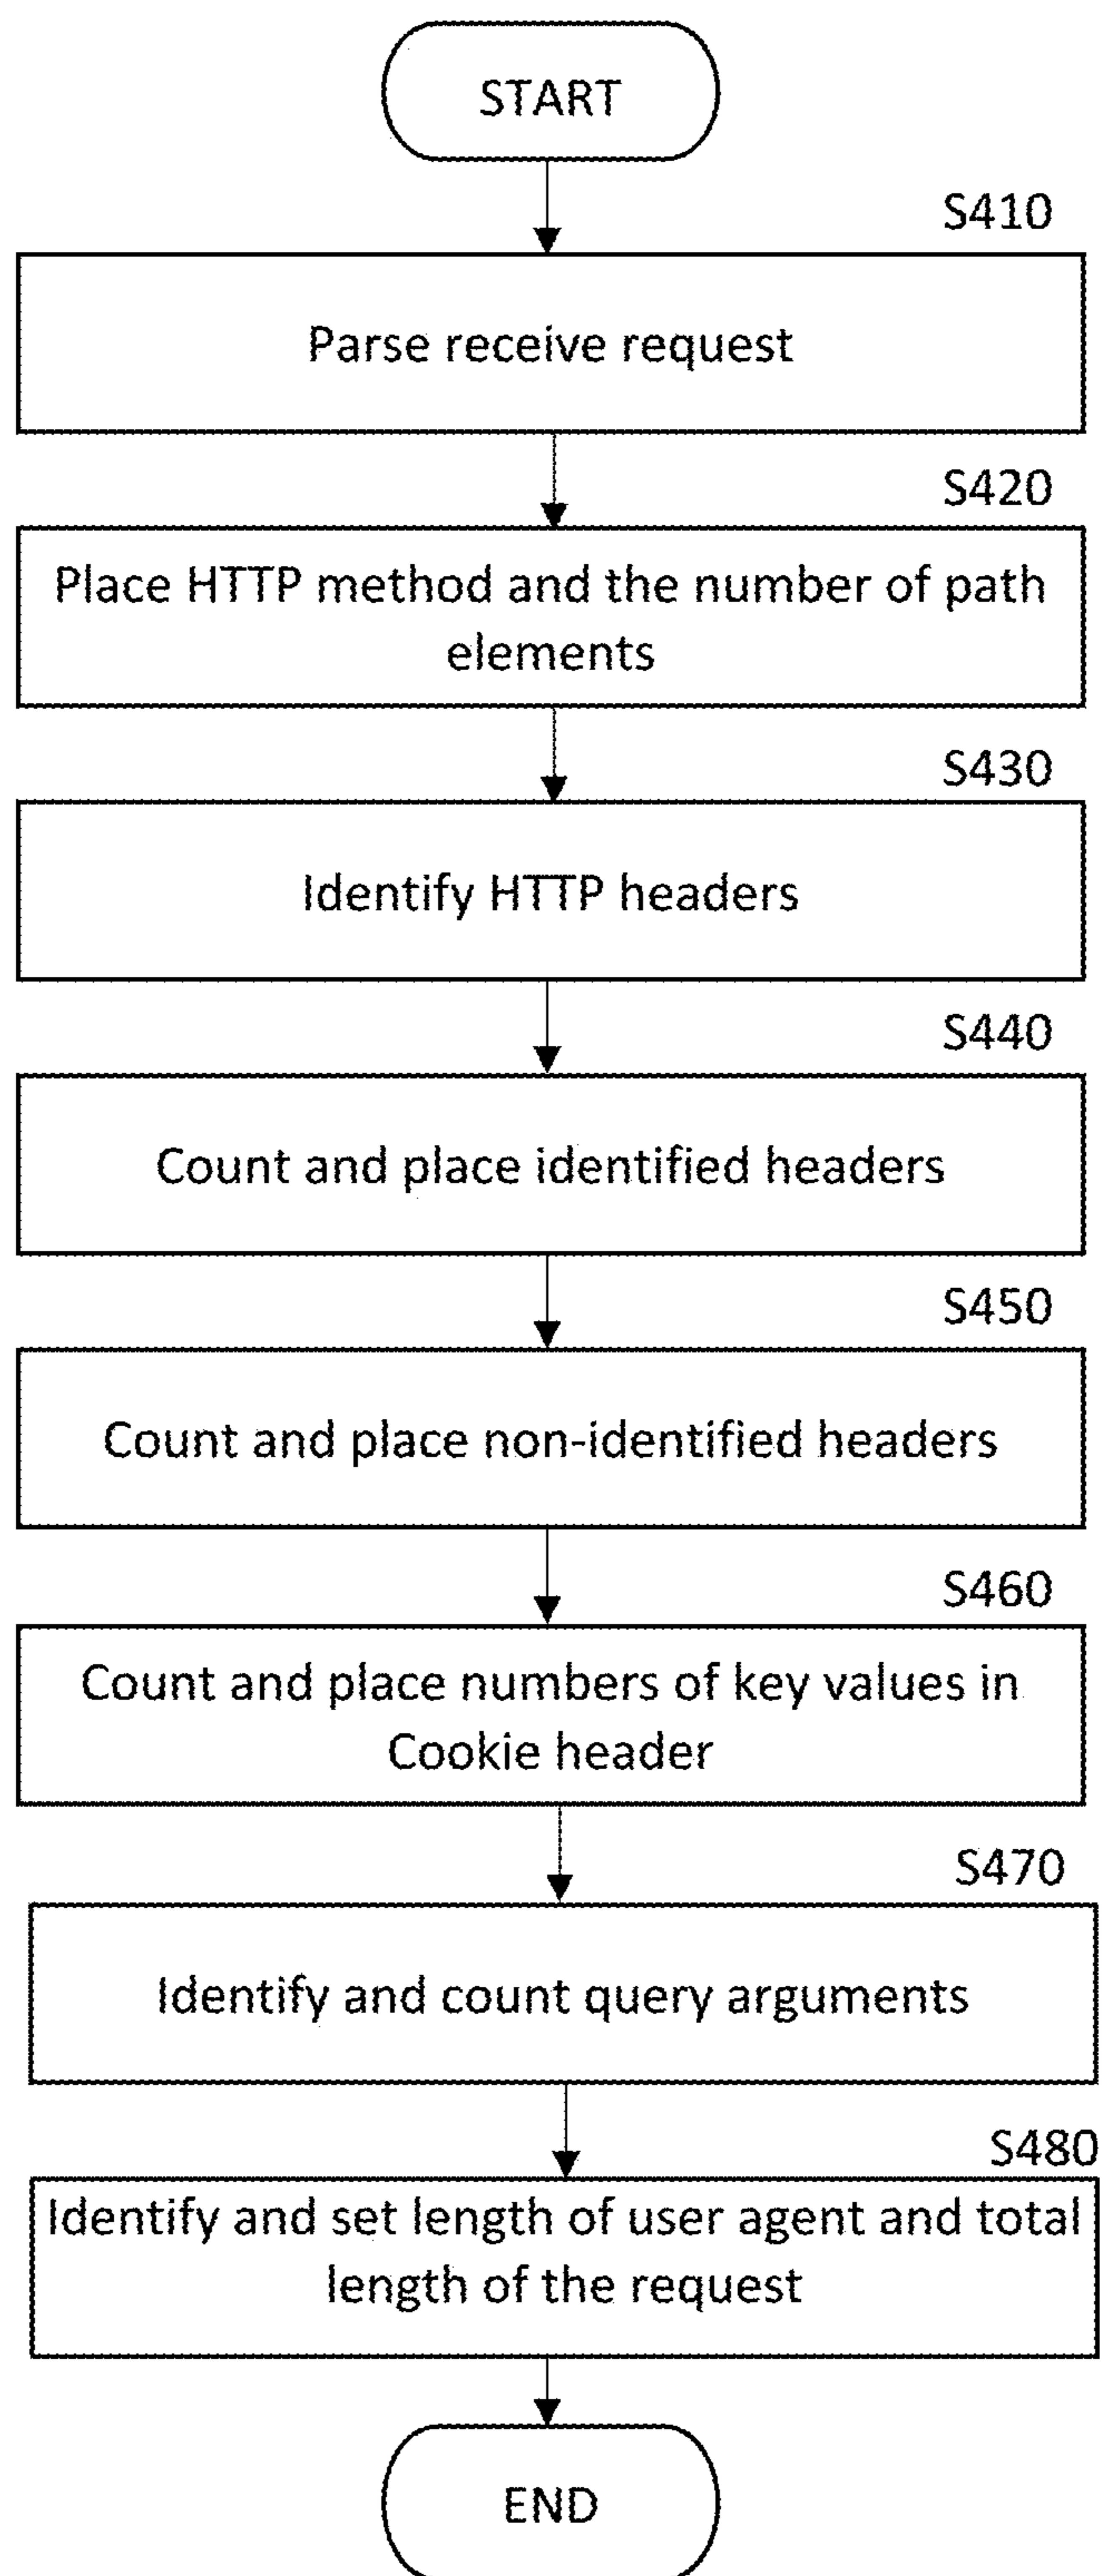 START
S410
Parse receive request
S420
Place HTTP method and the number of path
elements
S430
Identify HTTP headers
S440
Count and place identified headers
S450
Count and place non-identified headers
S460
Count and place numbers of key values in
Cookie header
S470
Identify and count query arguments
S480
Identify and set length of user agent and total
length of the request
END